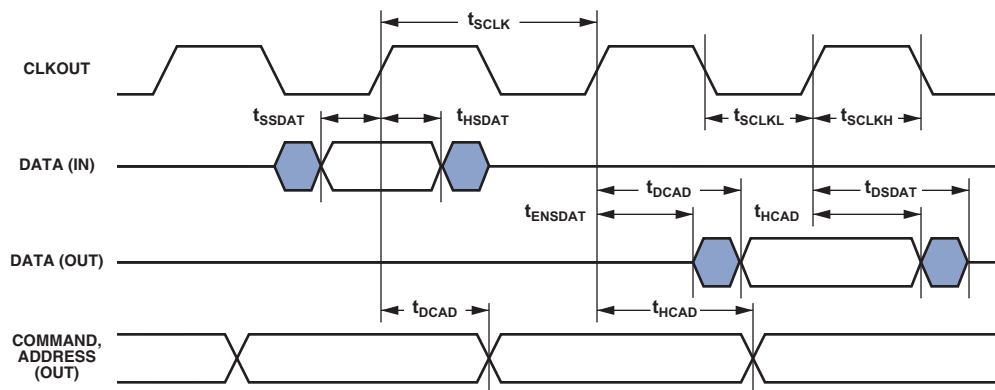 tSCLK
CLKOUT
tSSDAT
tHSDAT
tSCLKL
tSCLKH
DATA (IN)
tDCAD
tDSDAT
tENSDAT
tHCAD
DATA (OUT)
tDCAD
tHCAD
COMMAND,
ADDRESS
(OUT)